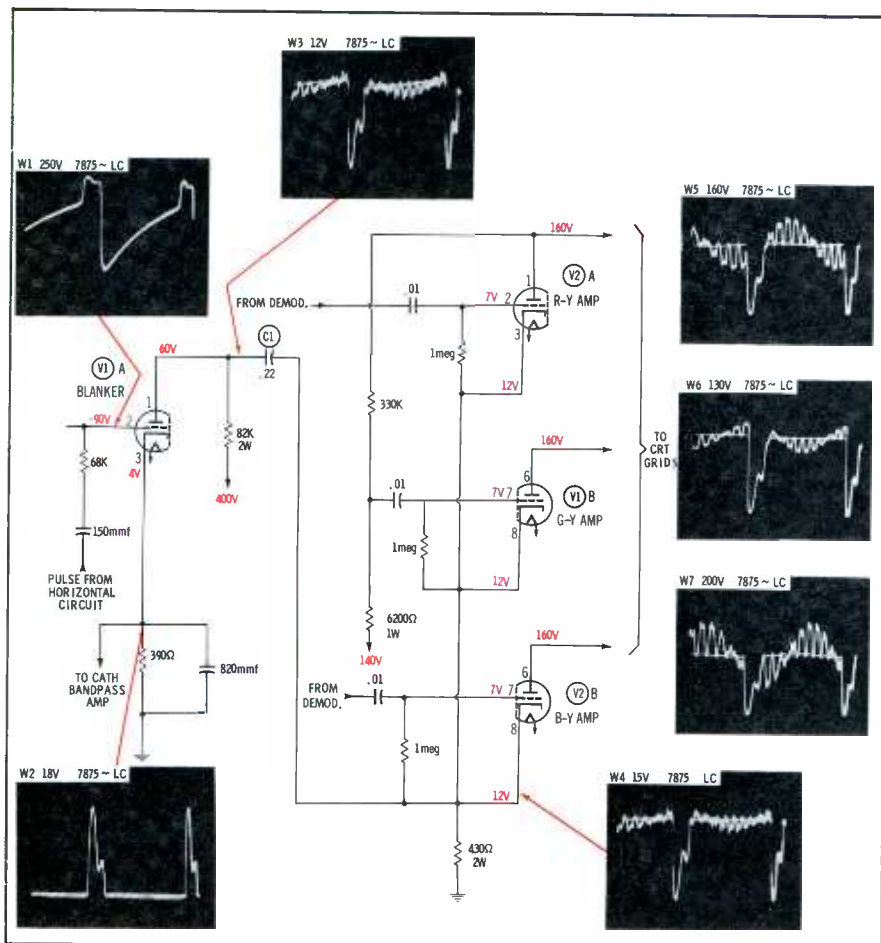 W3 12V 7875~ LC
W1 250V 7875~ LC
W5 160V 7875~ LC
160V
V2 A
R-Y AMP
.01
7V 2
1
3
FROM DEMOD.
1meg
12V
C1
.22
60V
V1 A
BLANKER
1
-90V 2
3
4V
68K
82K
2W
400V
330K
150mmf
PULSE FROM
HORIZONTAL
CIRCUIT
W6 130V 7875~ LC
160V
TO
CRT
GRIDS
6
.01
7V 7
V1 B
G-Y AMP
8
1meg
12V
6200Ω
1W
140V
W7 200V 7875~ LC
160V
390Ω
820mmf
TO CATH
BANDPASS
AMP
FROM
DEMOD.
.01
6
7V 7
V2 B
B-Y AMP
8
1meg
12V
W2 18V 7875~ LC
W4 15V 7875 LC
430Ω
2W